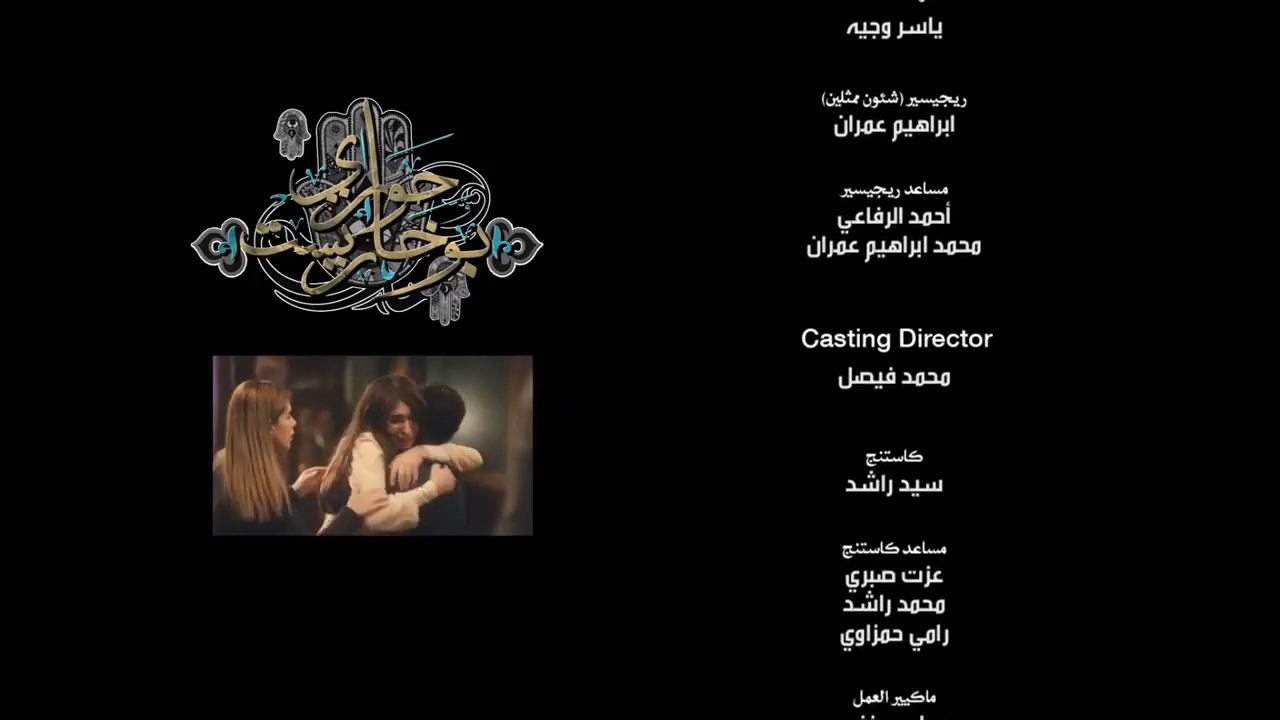 حواري
بوخارست
ياسر وجيه
ريجيسير (شئون ممثلين)
ابراهيم عمران
مساعد ريجيسير
أحمد الرفاعي
محمد ابراهيم عمران
Casting Director
محمد فيصل
كاستنج
سيد راشد
مساعد كاستنج
عزت صبري
محمد راشد
رامي حمزاوي
ماكيير العمل